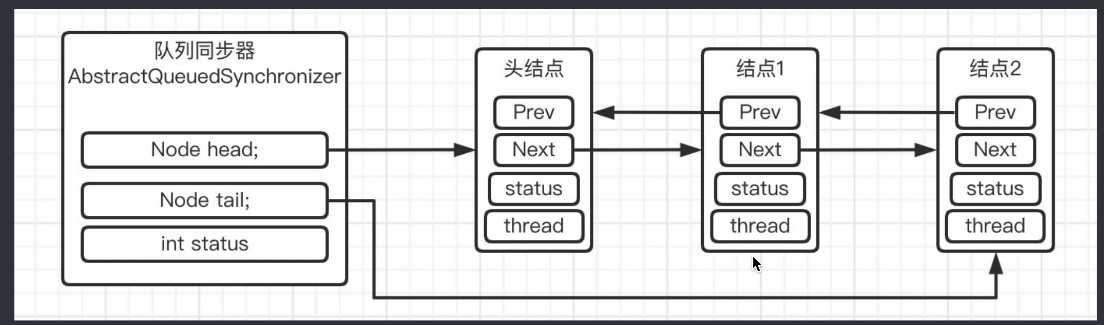 队列同步器
AbstractQueuedSynchronizer
Node head;
Node tail;
int status
头结点
Prev
Next
status
thread
结点1
Prev
Next
status
thread
结点2
Prev
Next
status
thread